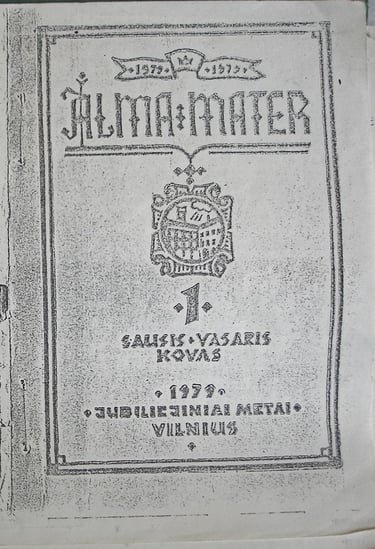 1579 1979
ALMA:MATER
1
SAUSIS • VASARIS
KOVAS
• 1979 •
• JUBILIEJINIAI METAI •
VILNIUS